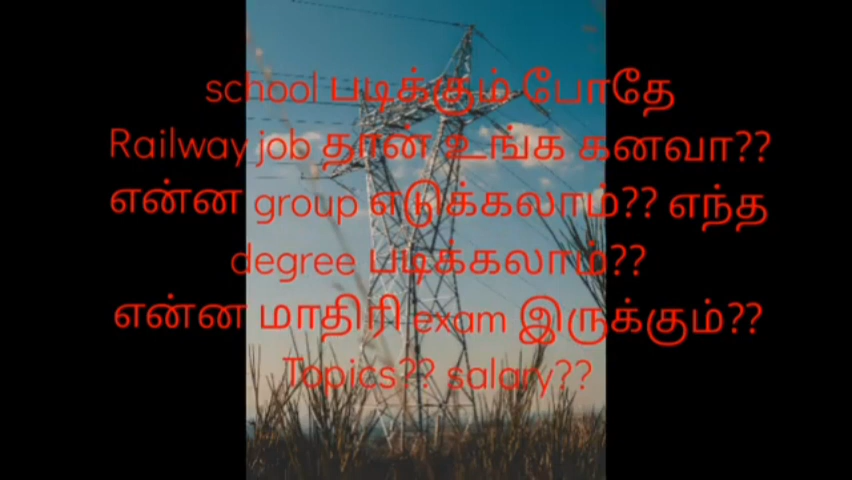 school படிக்கும் போதே
Railway job தான் உங்க கனவா??
என்ன group எடுக்கலாம்?? எந்த
degree படிக்கலாம்??
என்ன மாதிரி exam இருக்கும்??
Topics?? salary??